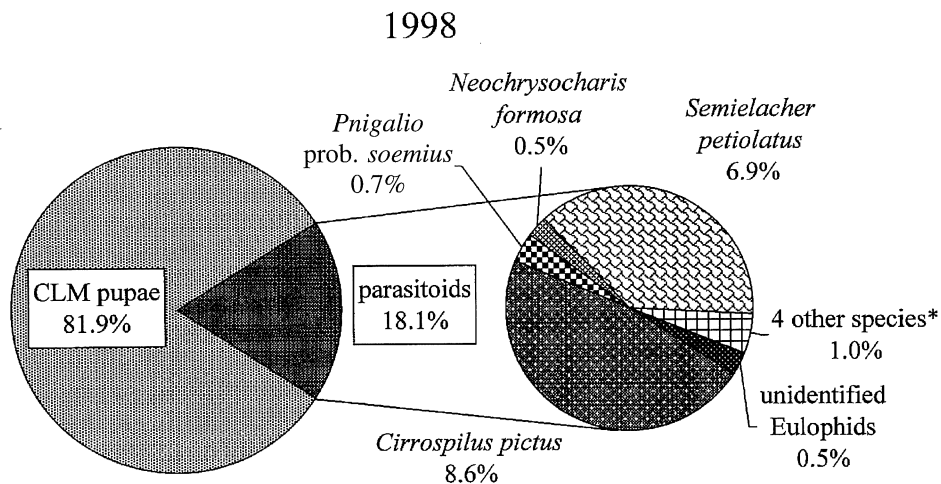 1998
Neochrysocharis
formosa
0.5%
Semielacher
petiolatus
6.9%
Pnigalio
prob. soemius
0.7%
CLM pupae
81.9%
parasitoids
18.1%
4 other species*
1.0%
unidentified
Eulophids
0.5%
Cirrospilus pictus
8.6%